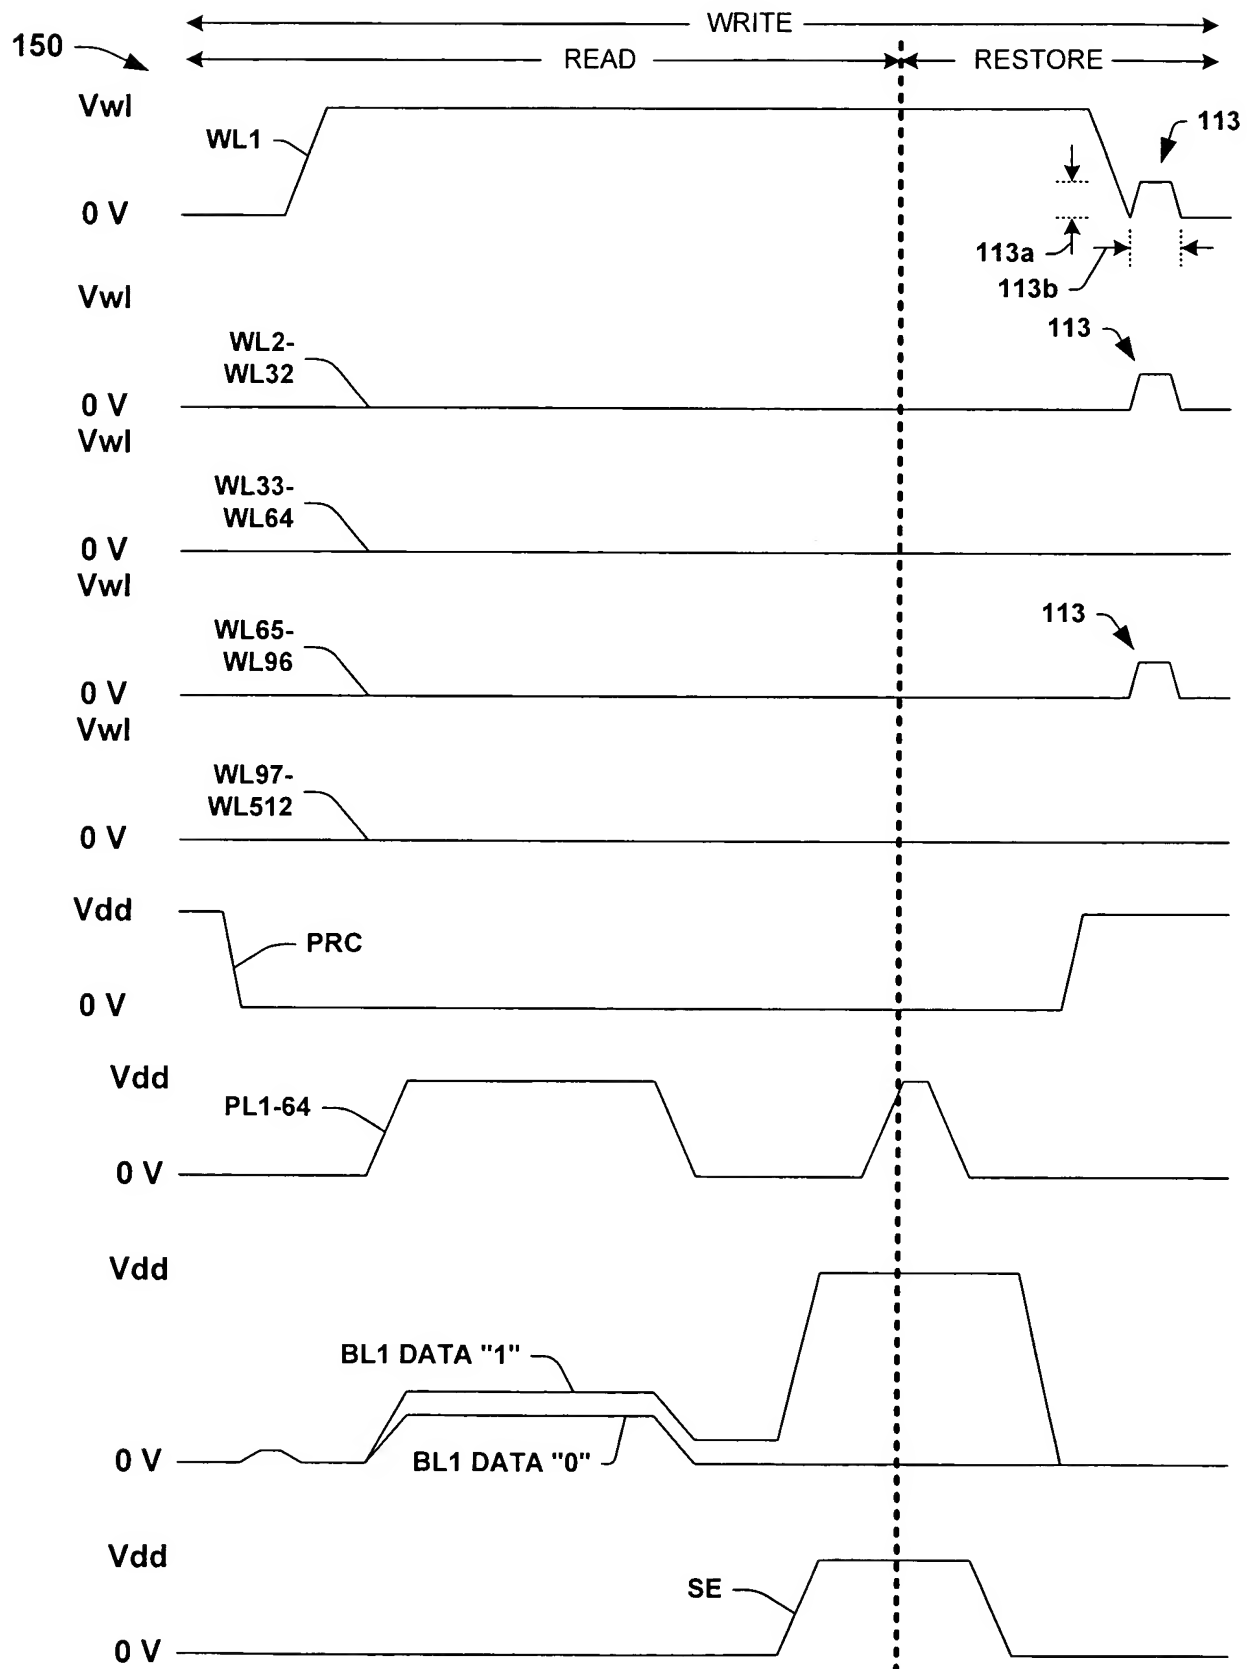 WRITE
150
READ
RESTORE
Vwl
WL1
113
0 V
113a
113b
Vwl
113
WL2-
WL32
0 V
Vwl
WL33-
WL64
0 V
Vwl
113
WL65-
WL96
0 V
Vwl
WL97-
WL512
0 V
Vdd
PRC
0 V
Vdd
PL1-64
0 V
Vdd
BL1 DATA "1"
0 V
BL1 DATA "0"
Vdd
SE
0 V